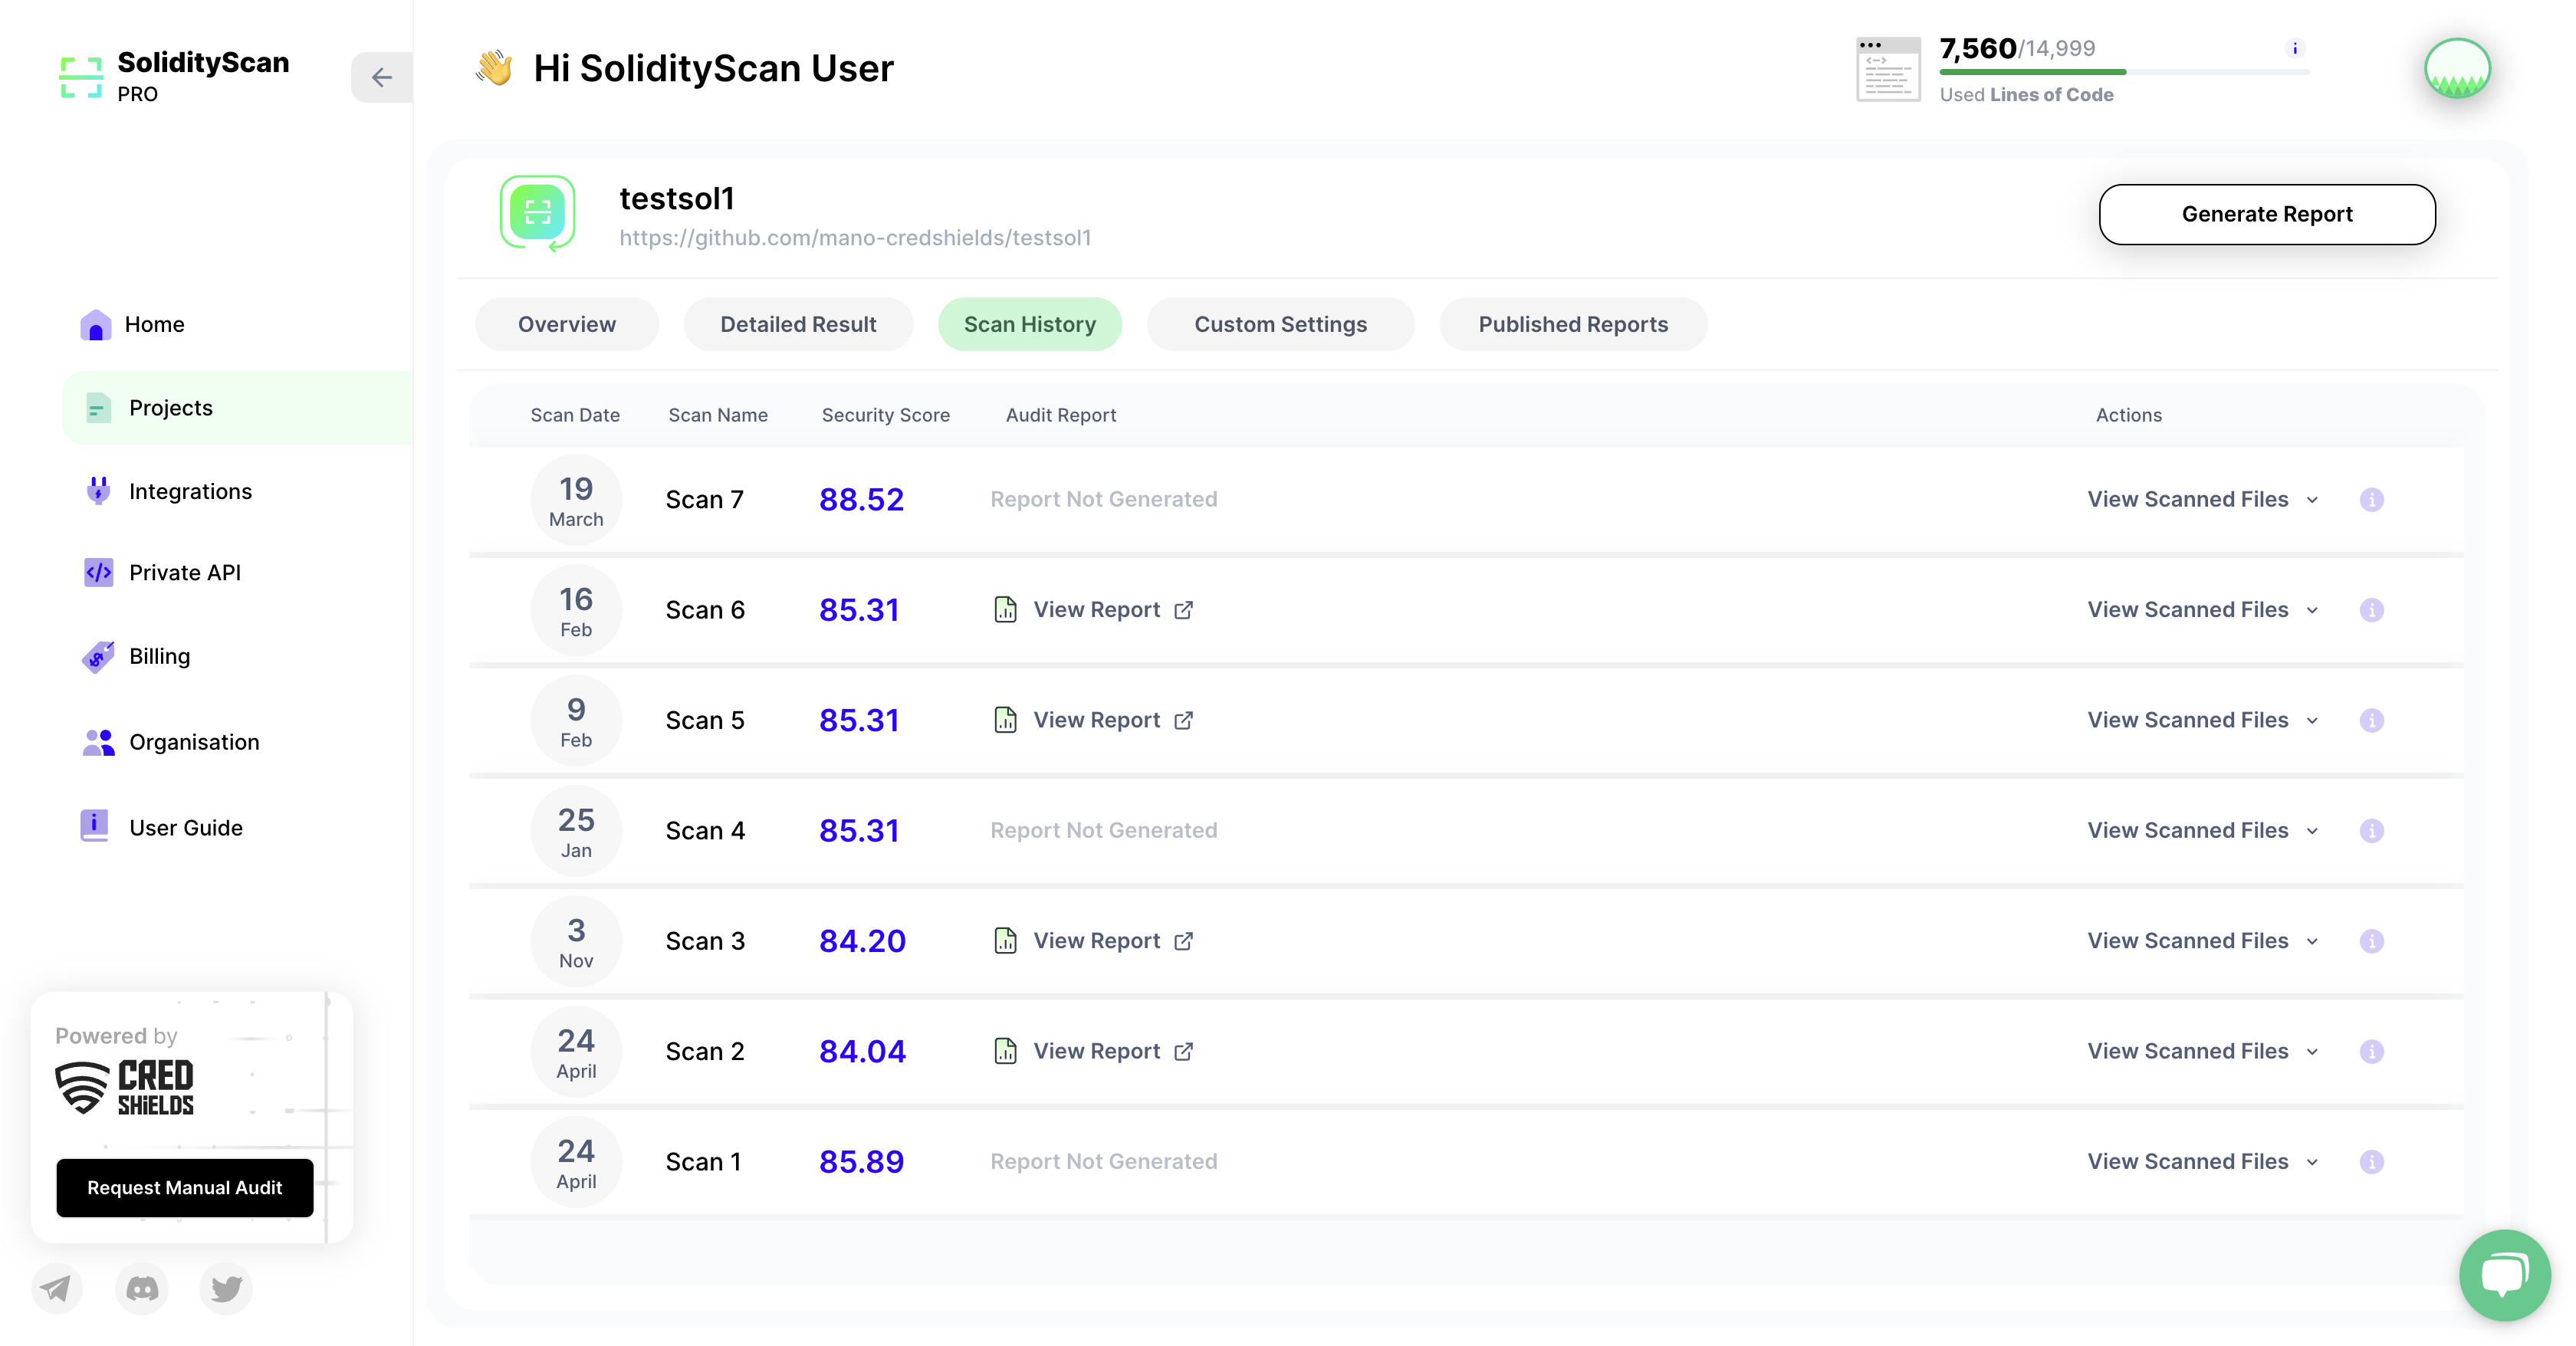 SolidityScan
PRO
Hi SolidityScan User
7,560/14,999
Used Lines of Code
Home
Projects
Integrations
Private API
Billing
Organisation
User Guide
Powered by
CRED
SHIELDS
Request Manual Audit
testsol1
https://github.com/mano-credshields/testsol1
Generate Report
Overview Detailed Result Scan History Custom Settings Published Reports
Scan Date Scan Name Security Score Audit Report Actions
19 March Scan 7 88.52 Report Not Generated View Scanned Files
16 Feb Scan 6 85.31 View Report View Scanned Files
9 Feb Scan 5 85.31 View Report View Scanned Files
25 Jan Scan 4 85.31 Report Not Generated View Scanned Files
3 Nov Scan 3 84.20 View Report View Scanned Files
24 April Scan 2 84.04 View Report View Scanned Files
24 April Scan 1 85.89 Report Not Generated View Scanned Files